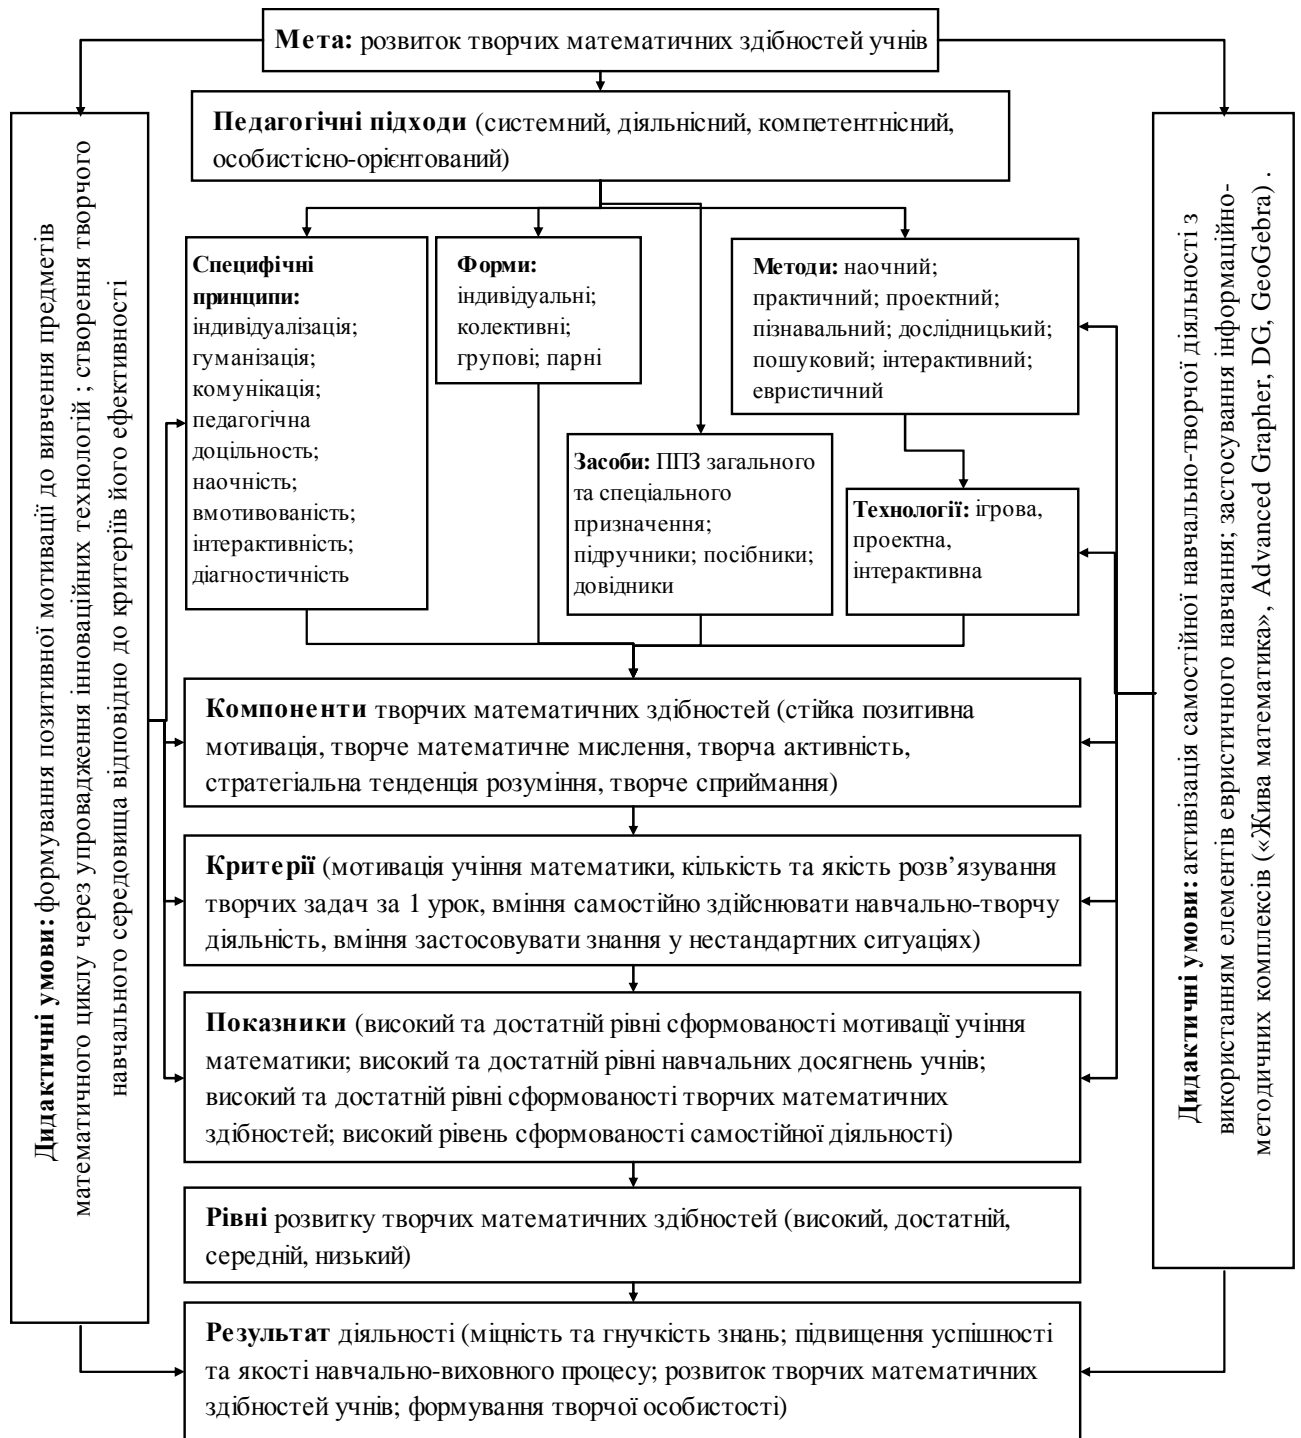 Мета: розвиток творчих математичних здібностей учнів
Педагогічні підходи (системний, діяльнісний, компетентнісний,
особистісно-орієнтований)
Дидактичні умови: формування позитивної мотивації до вивчення предметів
математичного циклу через упровадження інноваційних технологій ; створення творчого
навчального середовища відповідно до критеріїв його ефективності
Специфічні
принципи:
індивідуалізація;
гуманізація;
комунікація;
педагогічна
доцільність;
наочність;
вмотивованість;
інтерактивність;
діагностичність
Форми:
індивідуальні;
колективні;
групові; парні
Методи: наочний;
практичний; проектний;
пізнавальний; дослідницький;
пошуковий; інтерактивний;
евристичний
Засоби: ППЗ загального
та спеціального
призначення;
підручники; посібники;
довідники
Технології: ігрова,
проектна,
інтерактивна
Дидактичні умови: активізація самостійної навчально-творчої діяльності з
використанням елементів евристичного навчання; застосування інформаційно-
методичних комплексів («Жива математика», Advanced Grapher, DG, GeoGebra) .
Компоненти творчих математичних здібностей (стійка позитивна
мотивація, творче математичне мислення, творча активність,
стратегіальна тенденція розуміння, творче сприймання)
Критерії (мотивація учіння математики, кількість та якість розв’язування
творчих задач за 1 урок, вміння самостійно здійснювати навчально-творчу
діяльність, вміння застосовувати знання у нестандартних ситуаціях)
Показники (високий та достатній рівні сформованості мотивації учіння
математики; високий та достатній рівні навчальних досягнень учнів;
високий та достатній рівні сформованості творчих математичних
здібностей; високий рівень сформованості самостійної діяльності)
Рівні розвитку творчих математичних здібностей (високий, достатній,
середній, низький)
Результат діяльності (міцність та гнучкість знань; підвищення успішності
та якості навчально-виховного процесу; розвиток творчих математичних
здібностей учнів; формування творчої особистості)